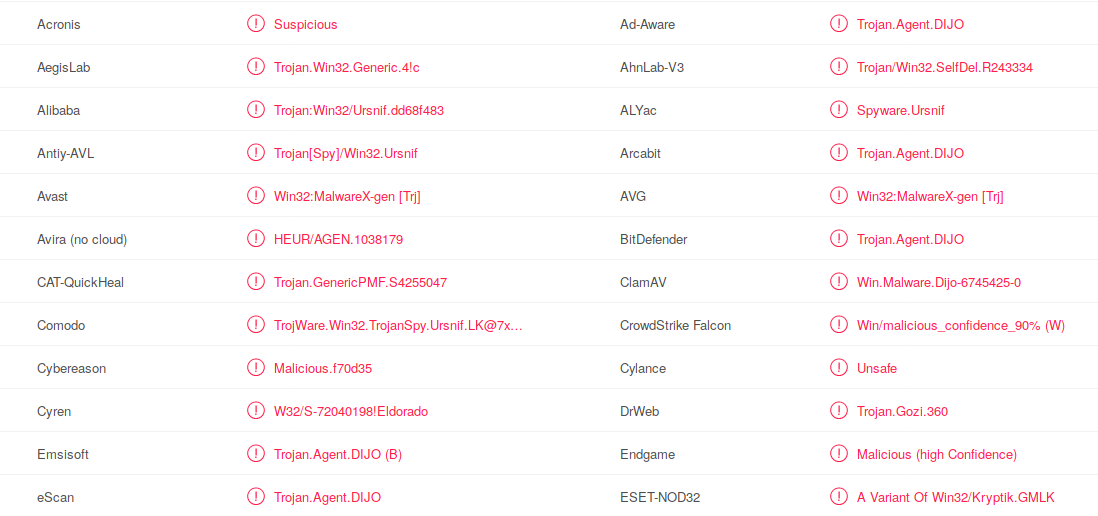 Acronis Suspicious Ad-Aware Trojan.Agent.DIJO
AegisLab Trojan.Win32.Generic.4!c AhnLab-V3 Trojan/Win32.SelfDel.R243334
Alibaba Trojan:Win32/Ursnif.dd68f483 ALYac Spyware.Ursnif
Antiy-AVL Trojan[Spy]/Win32.Ursnif Arcabit Trojan.Agent.DIJO
Avast Win32:MalwareX-gen [Trj] AVG Win32:MalwareX-gen [Trj]
Avira (no cloud) HEUR/AGEN.1038179 BitDefender Trojan.Agent.DIJO
CAT-QuickHeal Trojan.GenericPMF.S4255047 ClamAV Win.Malware.Dijo-6745425-0
Comodo TrojWare.Win32.TrojanSpy.Ursnif.LK@7x… CrowdStrike Falcon Win/malicious_confidence_90% (W)
Cybereason Malicious.f70d35 Cylance Unsafe
Cyren W32/S-72040198!Eldorado DrWeb Trojan.Gozi.360
Emsisoft Trojan.Agent.DIJO (B) Endgame Malicious (high Confidence)
eScan Trojan.Agent.DIJO ESET-NOD32 A Variant Of Win32/Kryptik.GMLK